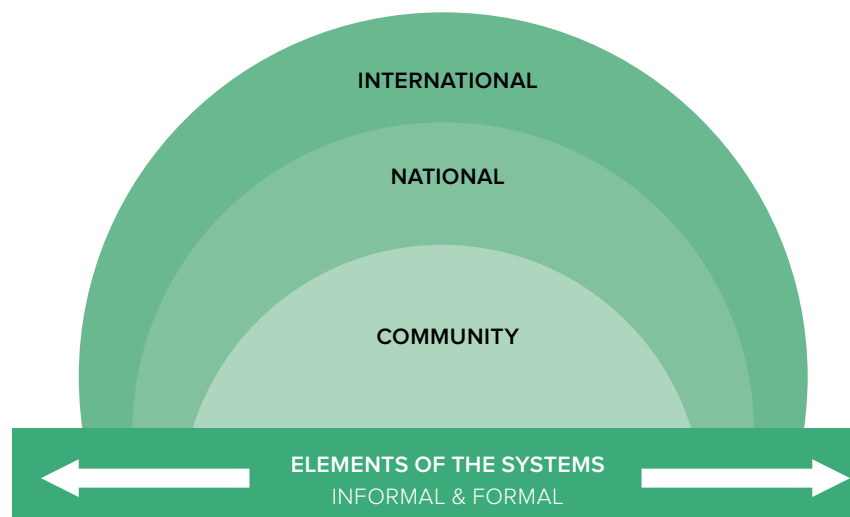 INTERNATIONAL
NATIONAL
COMMUNITY
ELEMENTS OF THE SYSTEMS
INFORMAL & FORMAL